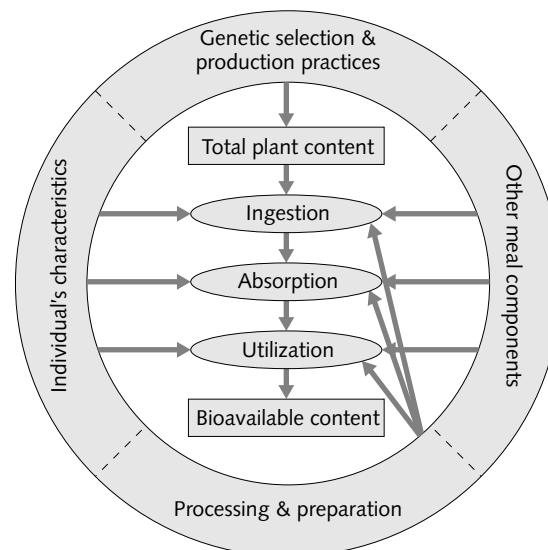 Genetic selection &
production practices
Total plant content
Individual's characteristics
Other meal components
Ingestion
Absorption
Utilization
Bioavailable content
Processing & preparation